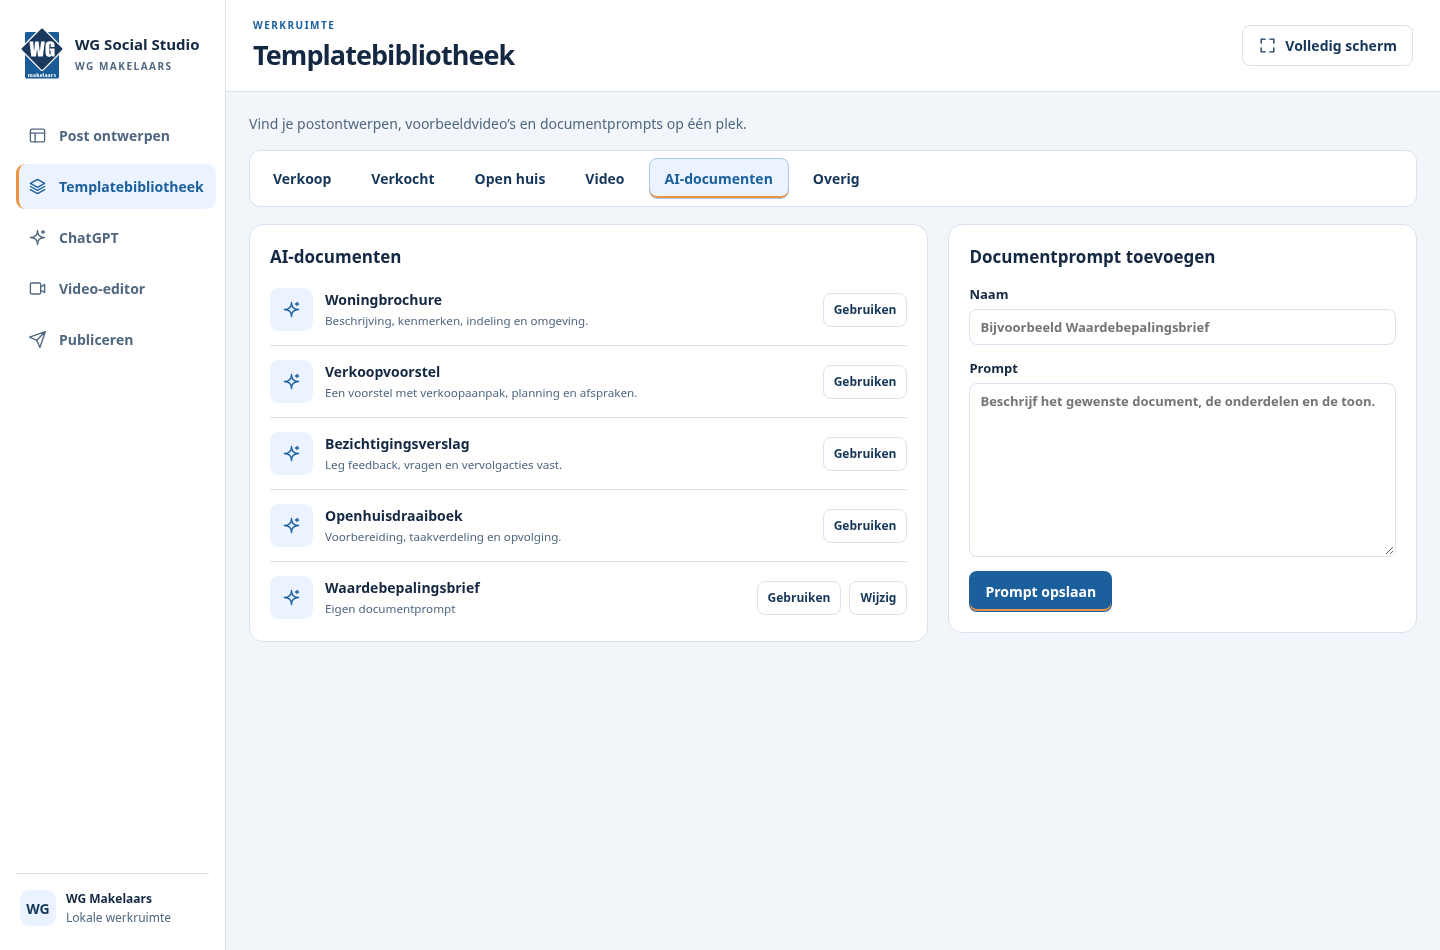 WG
makelaars
WG Social Studio
WG MAKELAARS
Post ontwerpen
Templatebibliotheek
ChatGPT
Video-editor
Publiceren
WG
WG Makelaars
Lokale werkruimte
WERKRUIMTE
Templatebibliotheek
Volledig scherm
Vind je postontwerpen, voorbeeldvideo’s en documentprompts op één plek.
Verkoop Verkocht Open huis Video AI-documenten Overig
AI-documenten
Woningbrochure
Beschrijving, kenmerken, indeling en omgeving.
Gebruiken
Verkoopvoorstel
Een voorstel met verkoopaanpak, planning en afspraken.
Gebruiken
Bezichtigingsverslag
Leg feedback, vragen en vervolgacties vast.
Gebruiken
Openhuisdraaiboek
Voorbereiding, taakverdeling en opvolging.
Gebruiken
Waardebepalingsbrief
Eigen documentprompt
Gebruiken Wijzig
Documentprompt toevoegen
Naam
Bijvoorbeeld Waardebepalingsbrief
Prompt
Beschrijf het gewenste document, de onderdelen en de toon.
Prompt opslaan